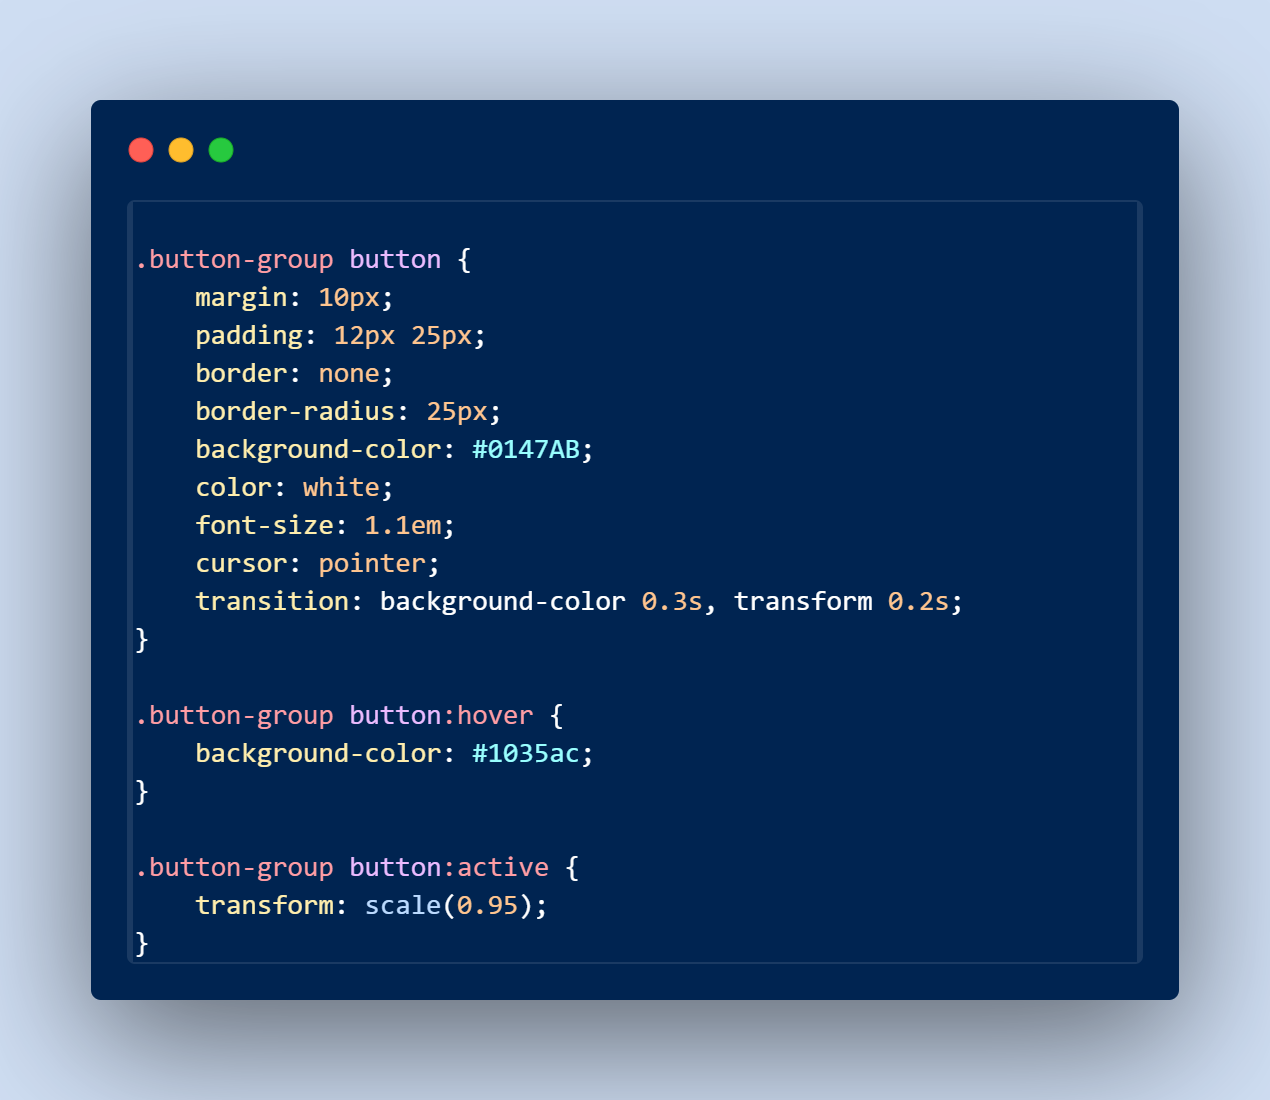 .button-group button {
    margin: 10px;
    padding: 12px 25px;
    border: none;
    border-radius: 25px;
    background-color: #0147AB;
    color: white;
    font-size: 1.1em;
    cursor: pointer;
    transition: background-color 0.3s, transform 0.2s;
}

.button-group button:hover {
    background-color: #1035ac;
}

.button-group button:active {
    transform: scale(0.95);
}